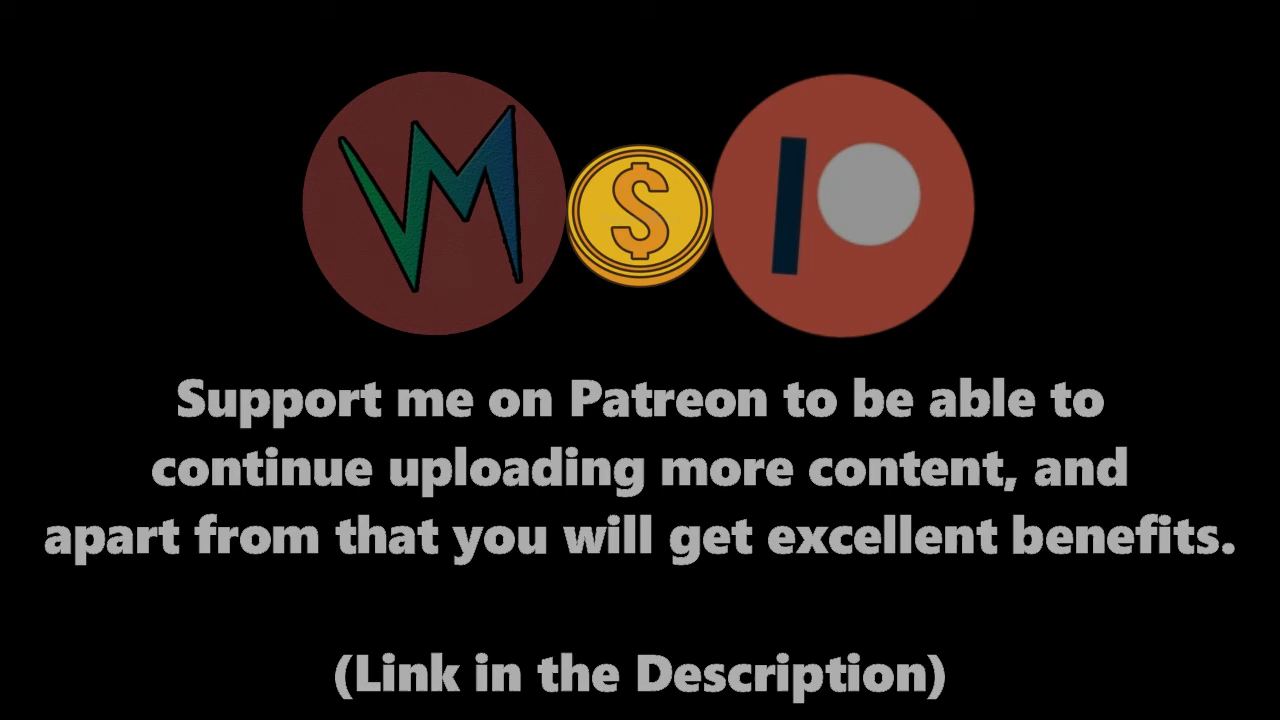 VM
$
Support me on Patreon to be able to
continue uploading more content, and
apart from that you will get excellent benefits.
(Link in the Description)